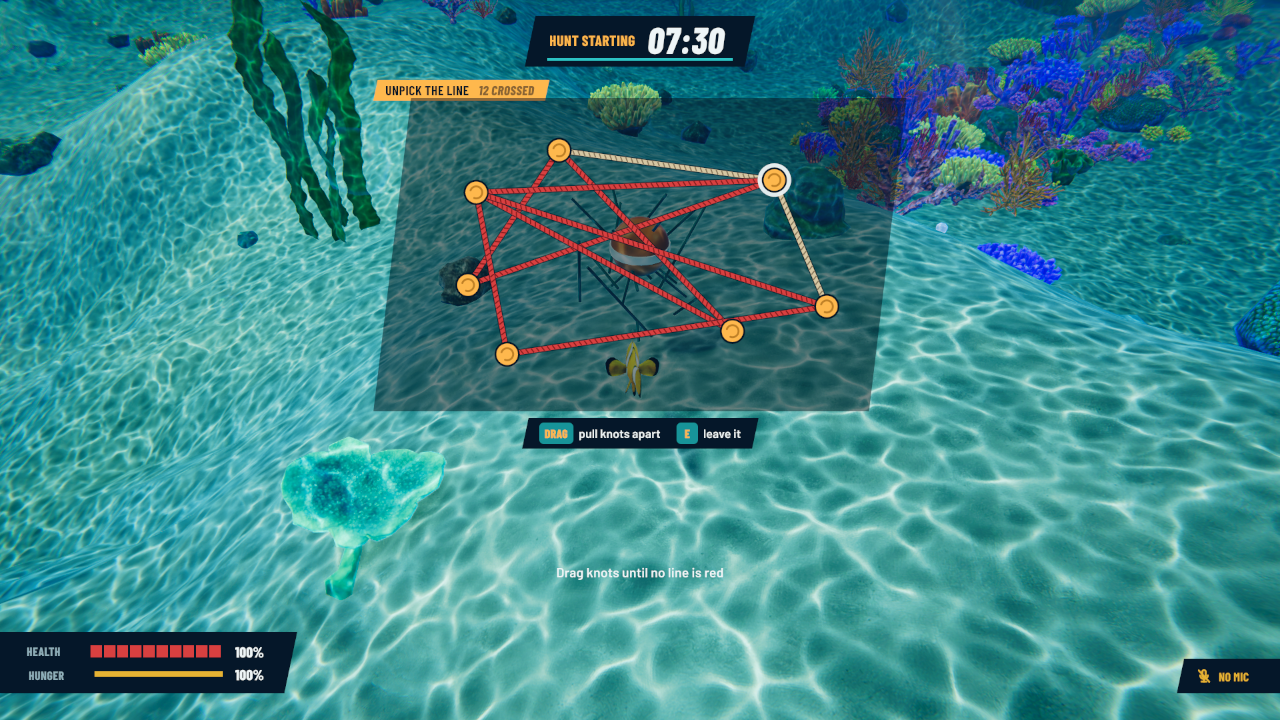 HUNT STARTING 07:30
UNPICK THE LINE 12 CROSSED
DRAG pull knots apart E leave it
Drag knots until no line is red
HEALTH 100%
HUNGER 100%
NO MIC